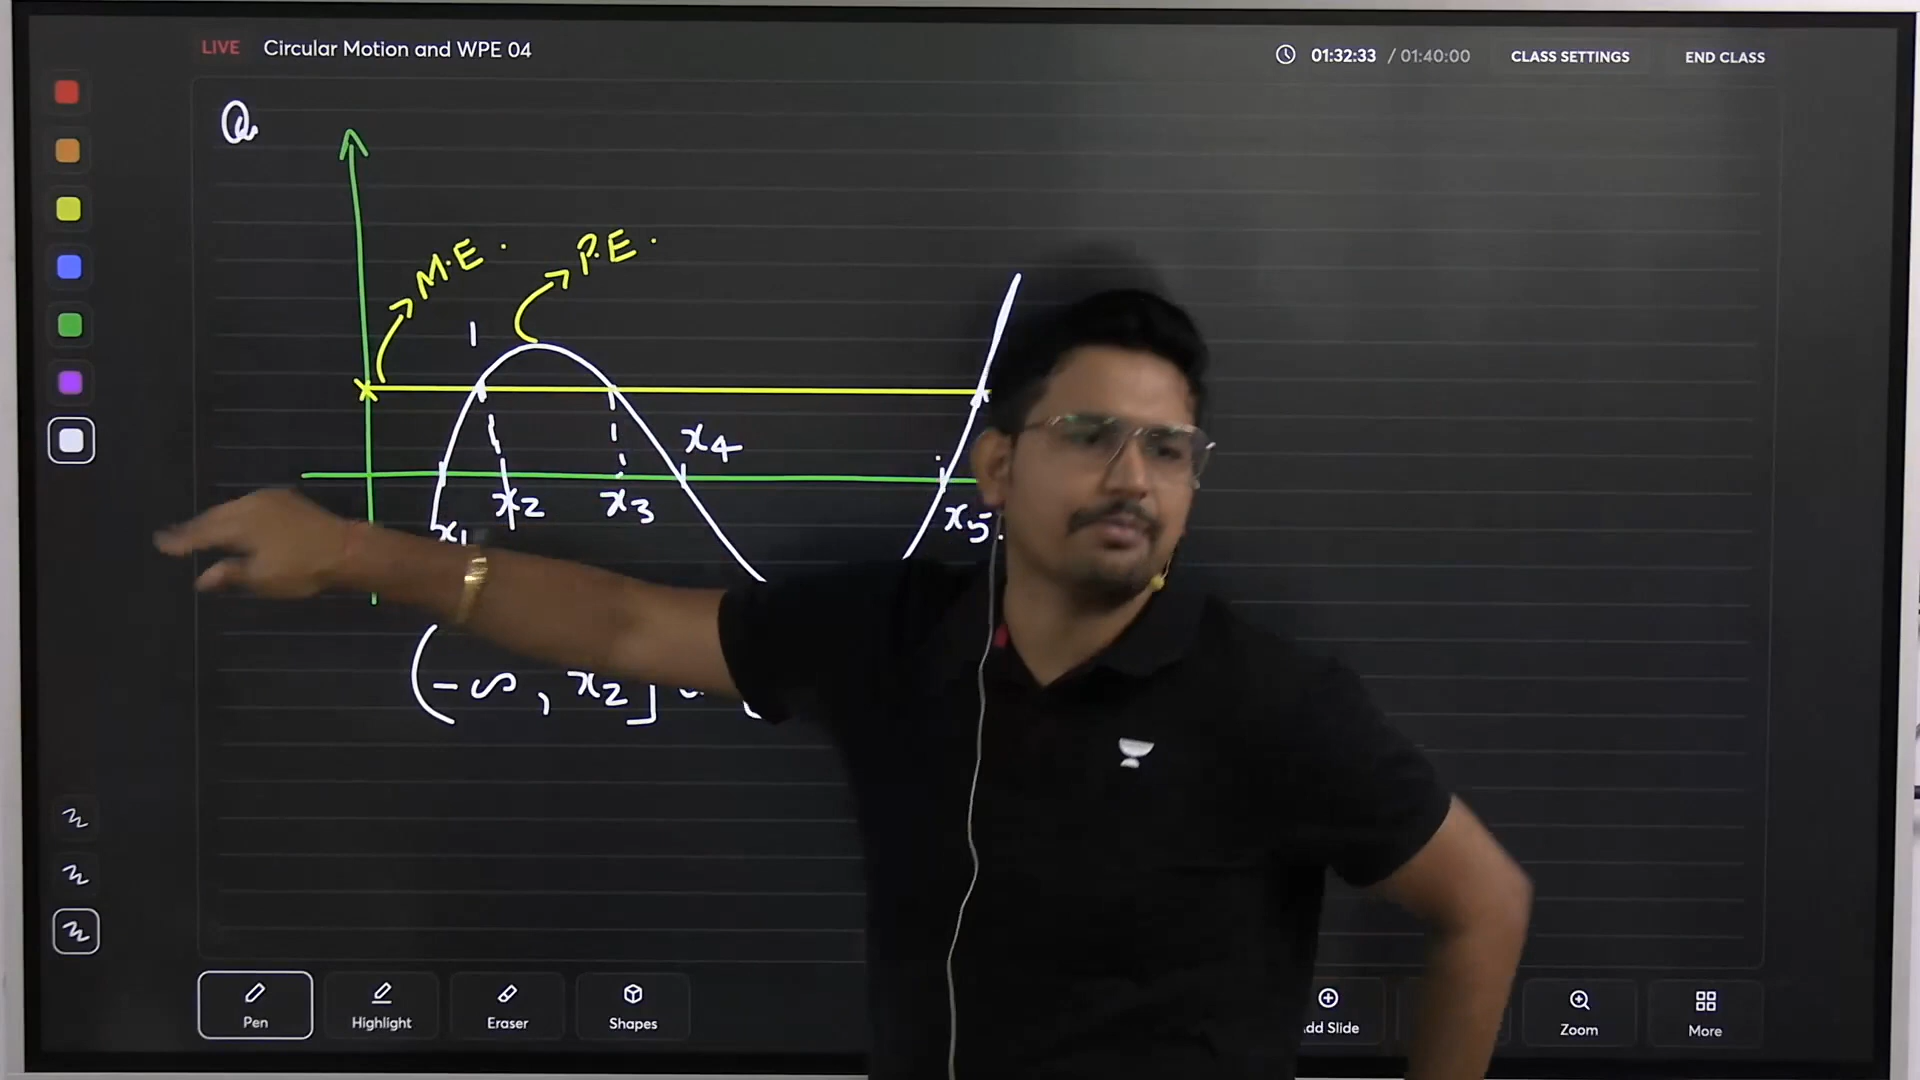 LIVE Circular Motion and WPE 04
01:32:33 / 01:40:00 CLASS SETTINGS END CLASS
Q
M.E.
P.E.
x4
x1 x2 x3 x5
(-∞, x2]
Pen Highlight Eraser Shapes dd Slide Zoom More